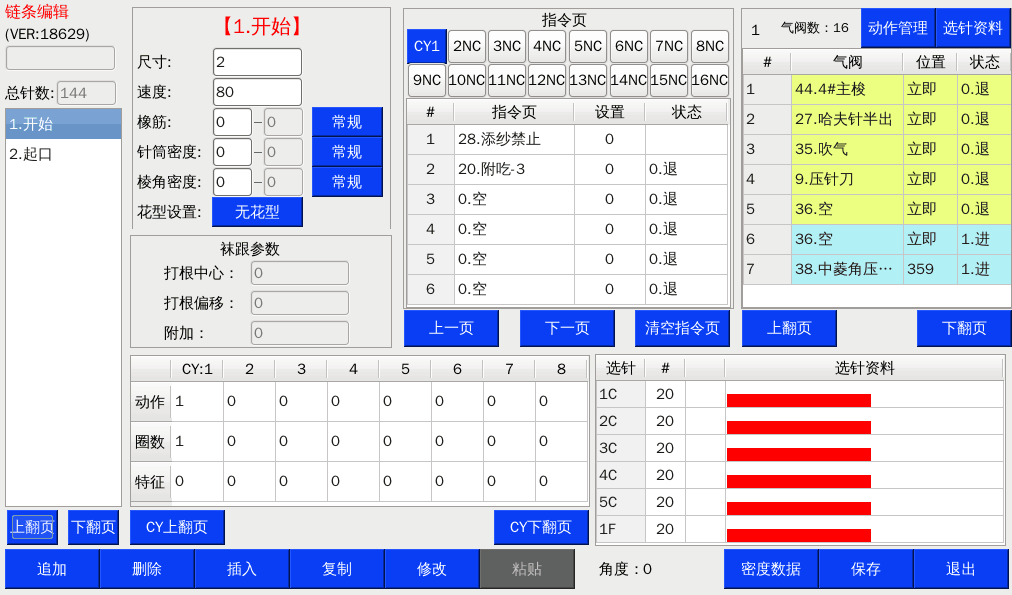 链条编辑
(VER:18629)
总针数: 144
1.开始
2.起口
上翻页 下翻页
【1.开始】
尺寸: 2
速度: 80
橡筋: 0 – 0 常规
针筒密度: 0 – 0 常规
棱角密度: 0 – 0 常规
花型设置: 无花型
袜跟参数
打根中心： 0
打根偏移： 0
附加： 0
指令页
CY1 2NC 3NC 4NC 5NC 6NC 7NC 8NC
9NC 10NC 11NC 12NC 13NC 14NC 15NC 16NC
# 指令页 设置 状态
1 28.添纱禁止 0
2 20.附吃-3 0 0.退
3 0.空 0 0.退
4 0.空 0 0.退
5 0.空 0 0.退
6 0.空 0 0.退
上一页 下一页 清空指令页
1 气阀数：16 动作管理 选针资料
# 气阀 位置 状态
1 44.4#主梭 立即 0.退
2 27.哈夫针半出 立即 0.退
3 35.吹气 立即 0.退
4 9.压针刀 立即 0.退
5 36.空 立即 0.退
6 36.空 立即 1.进
7 38.中菱角压… 359 1.进
上翻页 下翻页
CY:1 2 3 4 5 6 7 8
动作 1 0 0 0 0 0 0 0
圈数 1 0 0 0 0 0 0 0
特征 0 0 0 0 0 0 0 0
CY上翻页 CY下翻页
选针 # 选针资料
1C 20
2C 20
3C 20
4C 20
5C 20
1F 20
追加 删除 插入 复制 修改 粘贴 角度：0 密度数据 保存 退出